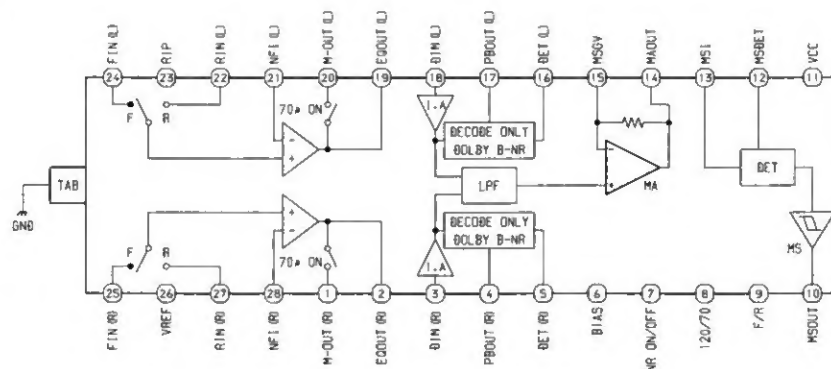 FIN(L)
RIP
RIN(L)
NFI(L)
M-OUT(L)
EQOUT(L)
DIN(L)
PBOUT(L)
DET(L)
MSGV
MAOUT
MSI
MSDET
VCC
24
23
22
21
20
19
18
17
16
15
14
13
12
11
F
R
70μ ON
-
+
I.A
DECODE ONLY
DOLBY B-NR
-
+
MA
DET
LPF
TAB
GND
F
R
+
-
70μ ON
DECODE ONLY
DOLBY B-NR
I.A
MS
25
26
27
28
1
2
3
4
5
6
7
8
9
10
FIN(R)
VREF
RIN(R)
NFI(R)
M-OUT(R)
EQOUT(R)
DIN(R)
PBOUT(R)
DET(R)
BIAS
NR ON/OFF
120/70
F/R
MSOUT